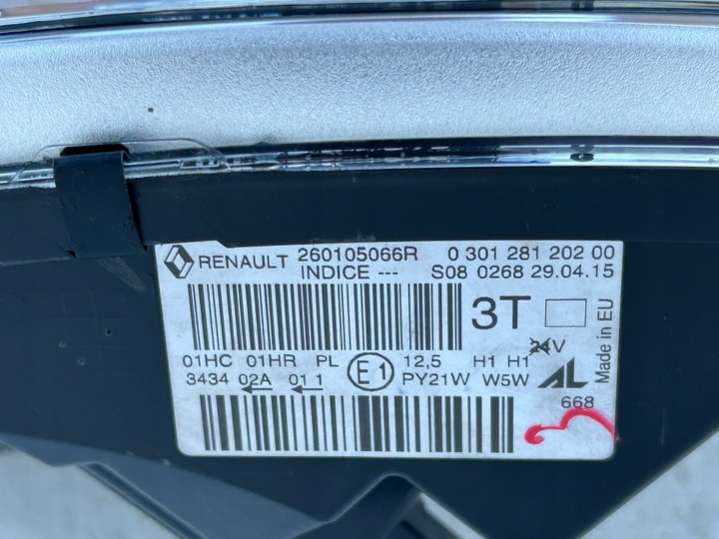 RENAULT 260105066R 0 301 281 202 00
INDICE --- S08 0268 29.04.15
3T
24V
Made in EU
01HC 01HR PL E1 12,5 H1 H1
3434 02A 01 1 PY21W W5W AL
668